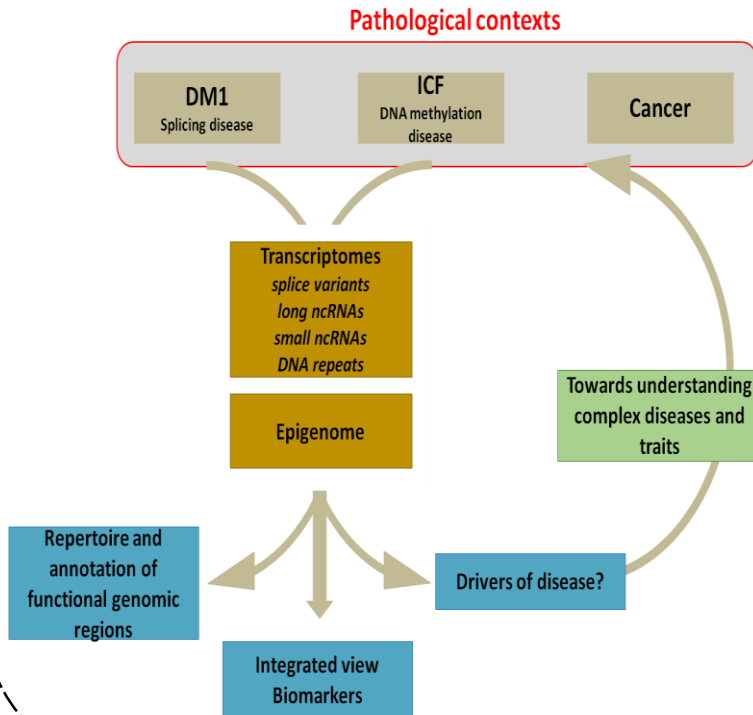 Pathological contexts
DM1
Splicing disease
ICF
DNA methylation
disease
Cancer
Transcriptomes
splice variants
long ncRNAs
small ncRNAs
DNA repeats
Epigenome
Towards understanding
complex diseases and
traits
Repertoire and
annotation of
functional genomic
regions
Drivers of disease?
Integrated view
Biomarkers